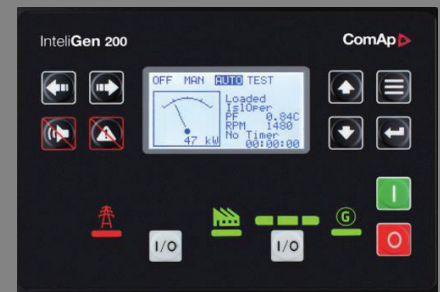 InteliGen 200
ComAp
OFF MAN AUTO TEST
Loaded
IslOper
PF 0.84C
RPM 1480
No Timer
47 kW 00:00:00
G
I
I/O
I/O
O